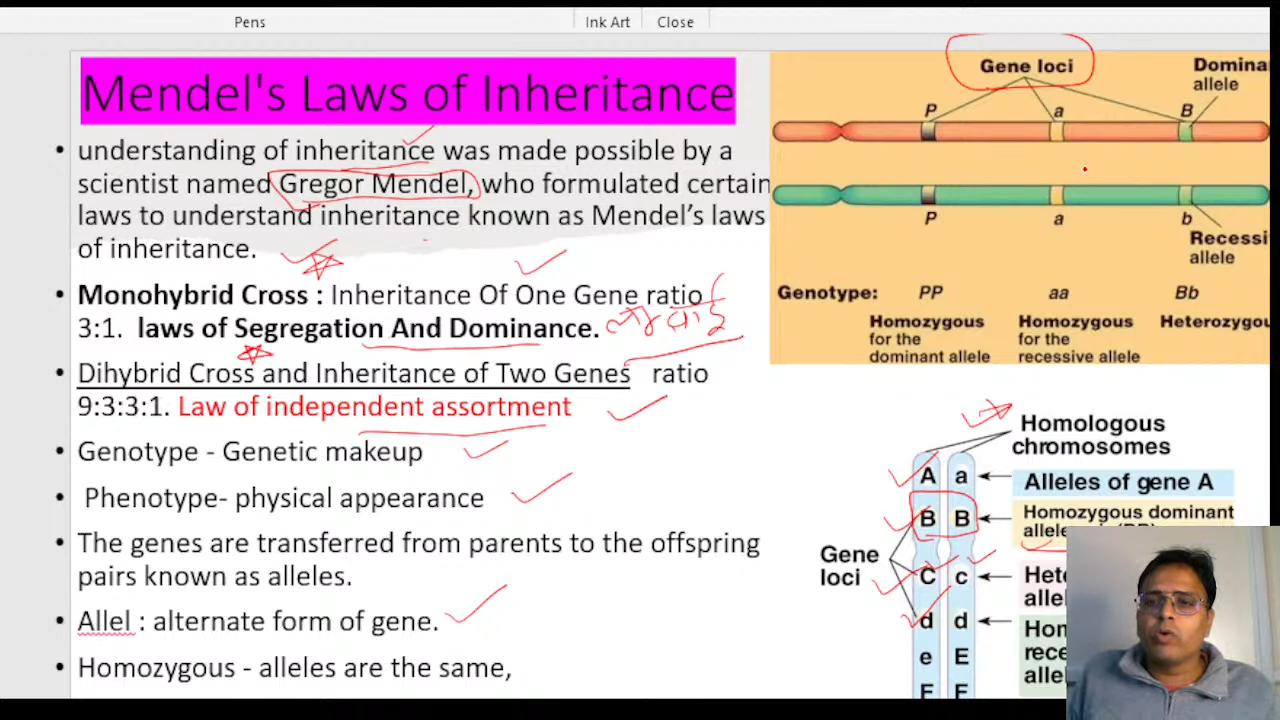 Pens
Ink Art
Close
Mendel's Laws of Inheritance
• understanding of inheritance was made possible by a
scientist named Gregor Mendel, who formulated certain
laws to understand inheritance known as Mendel’s laws
of inheritance.
• Monohybrid Cross : Inheritance Of One Gene ratio
3:1. laws of Segregation And Dominance.
• Dihybrid Cross and Inheritance of Two Genes ratio
9:3:3:1. Law of independent assortment
• Genotype - Genetic makeup
• Phenotype- physical appearance
• The genes are transferred from parents to the offspring
pairs known as alleles.
• Allel : alternate form of gene.
• Homozygous - alleles are the same,
Gene loci
Domina
allele
P a B
P a b
Recessi
allele
Genotype: PP aa Bb
Homozygous
for the
dominant allele
Homozygous
for the
recessive allele
Heterozygou
Homologous
chromosomes
A a
Alleles of gene A
B B
Homozygous dominant
allele
Gene
loci
C c
Het
alle
d d
Hom
rece
alle
e E
F F